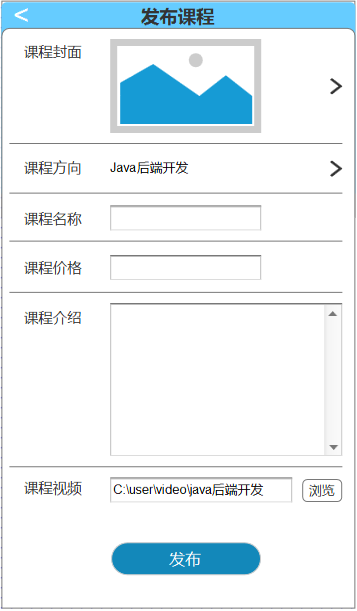 <
发布课程
课程封面
>
课程方向
Java后端开发
>
课程名称
课程价格
课程介绍
课程视频
C:\user\video\java后端开发
浏览
发布